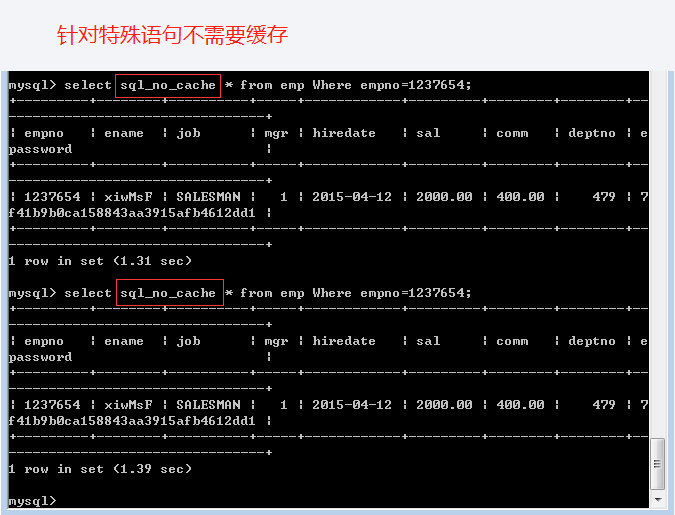 针对特殊语句不需要缓存
mysql> select sql_no_cache * from emp Where empno=1237654;
+---------+--------+----------+-----+------------+---------+--------+--------+--
--------------------------------+
| empno   | ename  | job      | mgr | hiredate   | sal     | comm   | deptno | e
password                        |
+---------+--------+----------+-----+------------+---------+--------+--------+--
--------------------------------+
| 1237654 | xiwMsF | SALESMAN |   1 | 2015-04-12 | 2000.00 | 400.00 |    479 | 7
f41b9b0ca158843aa3915afb4612dd1 |
+---------+--------+----------+-----+------------+---------+--------+--------+--
--------------------------------+
1 row in set (1.31 sec)
mysql> select sql_no_cache * from emp Where empno=1237654;
+---------+--------+----------+-----+------------+---------+--------+--------+--
--------------------------------+
| empno   | ename  | job      | mgr | hiredate   | sal     | comm   | deptno | e
password                        |
+---------+--------+----------+-----+------------+---------+--------+--------+--
--------------------------------+
| 1237654 | xiwMsF | SALESMAN |   1 | 2015-04-12 | 2000.00 | 400.00 |    479 | 7
f41b9b0ca158843aa3915afb4612dd1 |
+---------+--------+----------+-----+------------+---------+--------+--------+--
--------------------------------+
1 row in set (1.39 sec)
mysql>